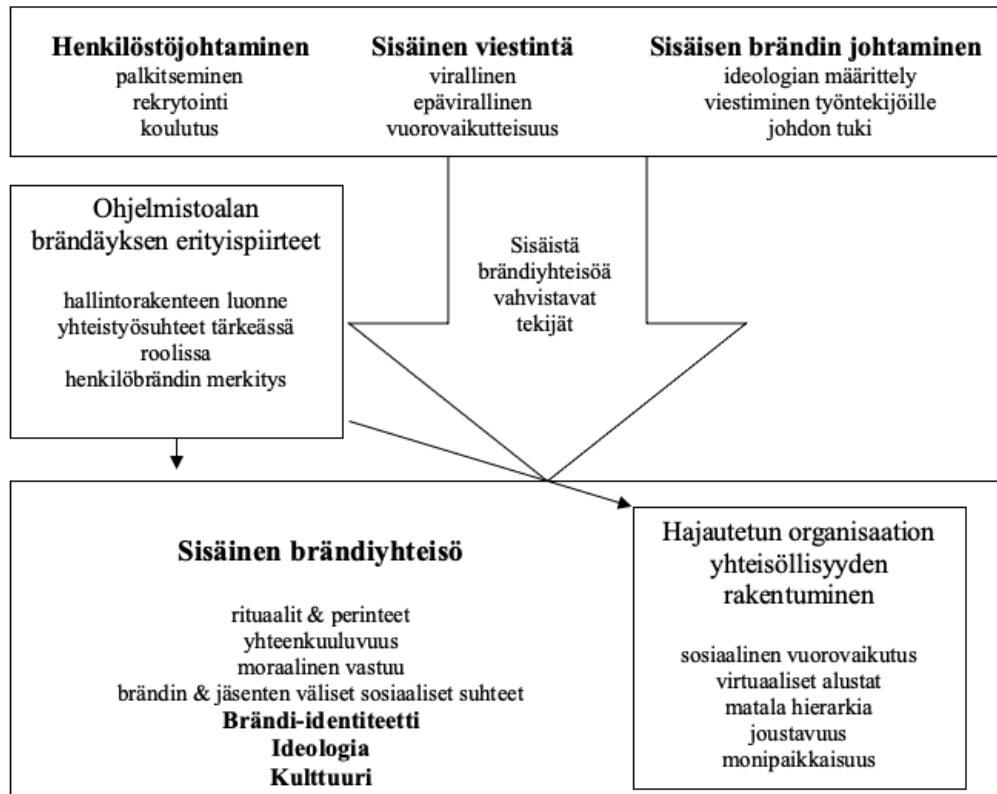 Henkilöstöjohtaminen
palkitseminen
rekrytointi
koulutus
Sisäinen viestintä
virallinen
epävirallinen
vuorovaikutteisuus
Sisäisen brändin johtaminen
ideologian määrittely
viestiminen työntekijöille
johdon tuki
Ohjelmistoalan
brändäyksen erityispiirteet
hallintorakenteen luonne
yhteistyösuhteet tärkeässä
roolissa
henkilöbrändin merkitys
Sisäistä
brändiyhteisöä
vahvistavat
tekijät
Sisäinen brändiyhteisö
rituaalit & perinteet
yhteenkuuluvuus
moraalinen vastuu
brändin & jäsenten väliset sosiaaliset suhteet
Brändi-identiteetti
Ideologia
Kulttuuri
Hajautetun organisaation
yhteisöllisyyden
rakentuminen
sosiaalinen vuorovaikutus
virtuaaliset alustat
matala hierarkia
joustavuus
monipaikkaisuus